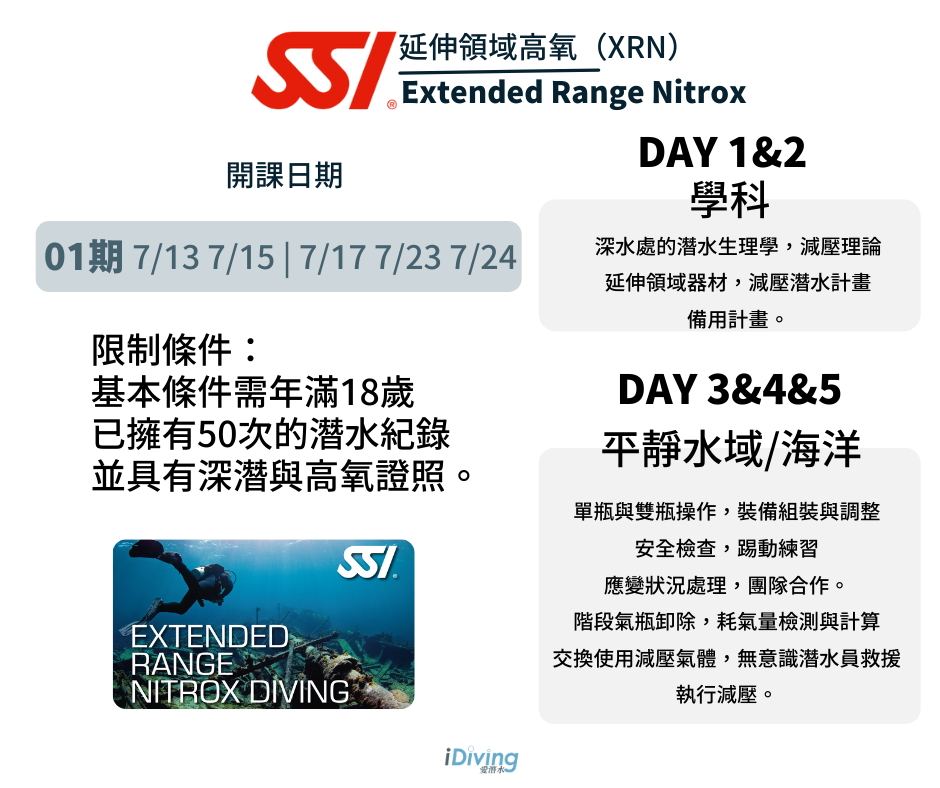 SSI® 延伸領域高氧（XRN）
Extended Range Nitrox
開課日期
01期 7/13 7/15 | 7/17 7/23 7/24
限制條件：
基本條件需年滿18歲
已擁有50次的潛水紀錄
並具有深潛與高氧證照。
SSI®
EXTENDED
RANGE
NITROX DIVING
DAY 1&2
學科
深水處的潛水生理學，減壓理論
延伸領域器材，減壓潛水計畫
備用計畫。
DAY 3&4&5
平靜水域/海洋
單瓶與雙瓶操作，裝備組裝與調整
安全檢查，踢動練習
應變狀況處理，團隊合作。
階段氣瓶卸除，耗氣量檢測與計算
交換使用減壓氣體，無意識潛水員救援
執行減壓。
iDiving
愛潛水